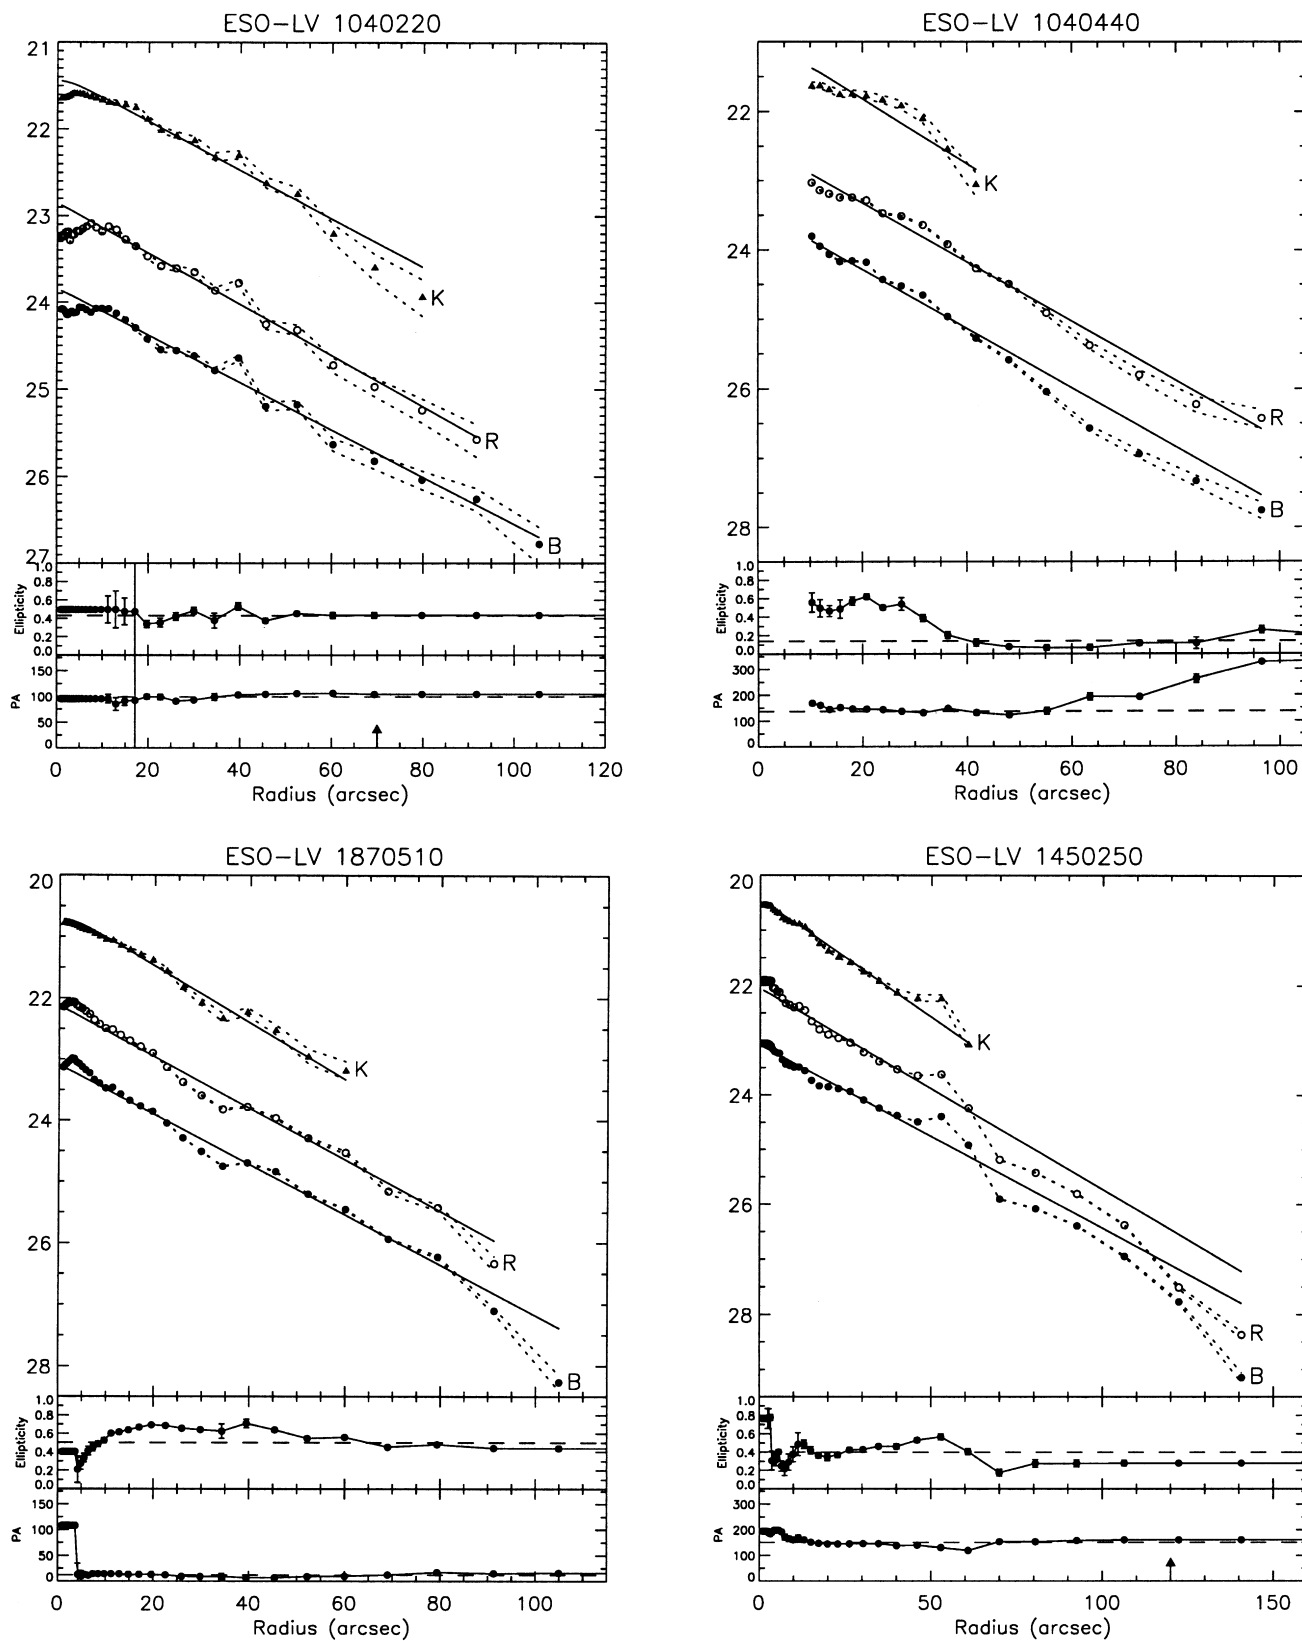 ESO-LV 1040220
21
22
23
24
25
26
27
K
R
B
1.0
0.8
0.6
0.4
0.2
0.0
Ellipticity
150
100
50
0
PA
0 20 40 60 80 100 120
Radius (arcsec)
ESO-LV 1040440
22
24
26
28
K
R
B
1.0
0.8
0.6
0.4
0.2
0.0
Ellipticity
300
200
100
0
PA
0 20 40 60 80 100
Radius (arcsec)
ESO-LV 1870510
20
22
24
26
28
K
R
B
1.0
0.8
0.6
0.4
0.2
0.0
Ellipticity
150
100
50
0
PA
0 20 40 60 80 100
Radius (arcsec)
ESO-LV 1450250
20
22
24
26
28
K
R
B
1.0
0.8
0.6
0.4
0.2
0.0
Ellipticity
300
200
100
0
PA
0 50 100 150
Radius (arcsec)